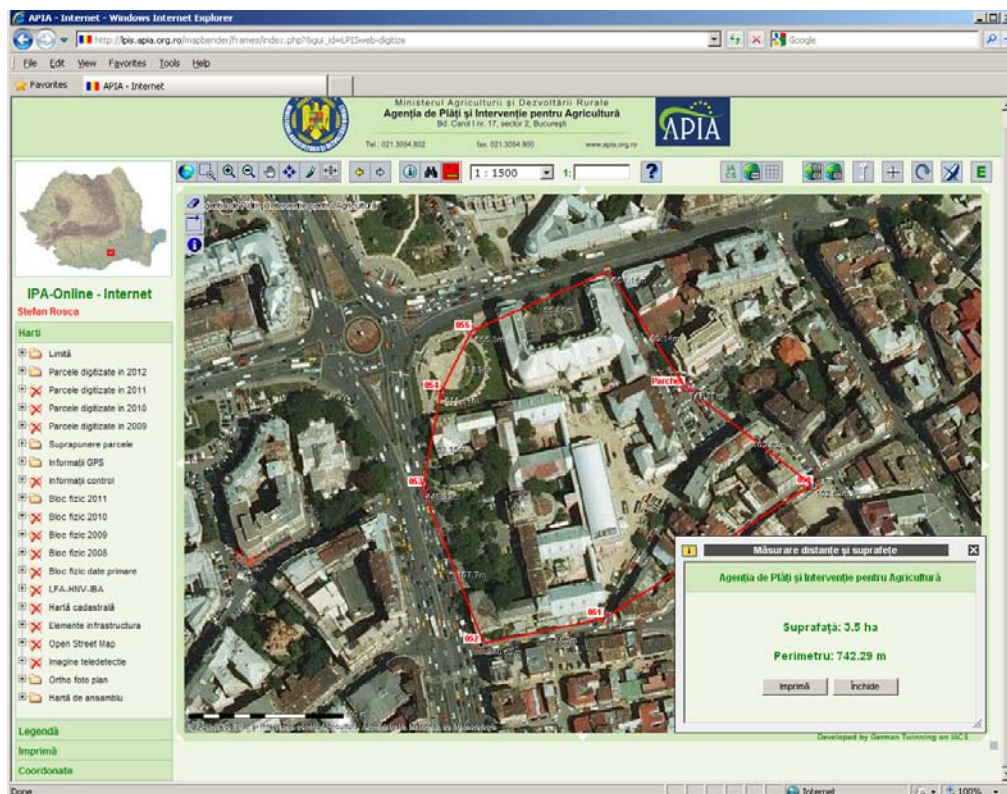 APIA - Internet - Windows Internet Explorer
http://lpis.apia.org.ro/mapbender/frames/index.php?&gui_id=LPISweb-digitize
Google
File Edit View Favorites Tools Help
Favorites
APIA - Internet
Ministerul Agriculturii și Dezvoltării Rurale
Agenția de Plăți și Intervenție pentru Agricultură
Bd. Carol I nr. 17, sector 2, București
Tel.: 021.3054.802 fax. 021.3054.800 www.apia.org.ro
APIA
1 : 1500
1:
?
E
IPA-Online - Internet
Stefan Rosca
Harti
Limită
Parcele digitizate in 2012
Parcele digitizate in 2011
Parcele digitizate in 2010
Parcele digitizate in 2009
Suprapunere parcele
Informații GPS
Informații control
Bloc fizic 2011
Bloc fizic 2010
Bloc fizic 2009
Bloc fizic 2008
Bloc fizic date primare
LFA-HNV-IBA
Hartă cadastrală
Elemente infrastructura
Open Street Map
Imagine teledetectie
Ortho foto plan
Hartă de ansamblu
Legendă
Imprimă
Coordonate
055
054
053
052
051
Măsurare distanțe și suprafețe
Agenția de Plăți și Intervenție pentru Agricultură
Suprafață: 3.5 ha
Perimetru: 742.29 m
Imprimă
Închide
Developed by German Twinning on IACS
Done
Internet
100%